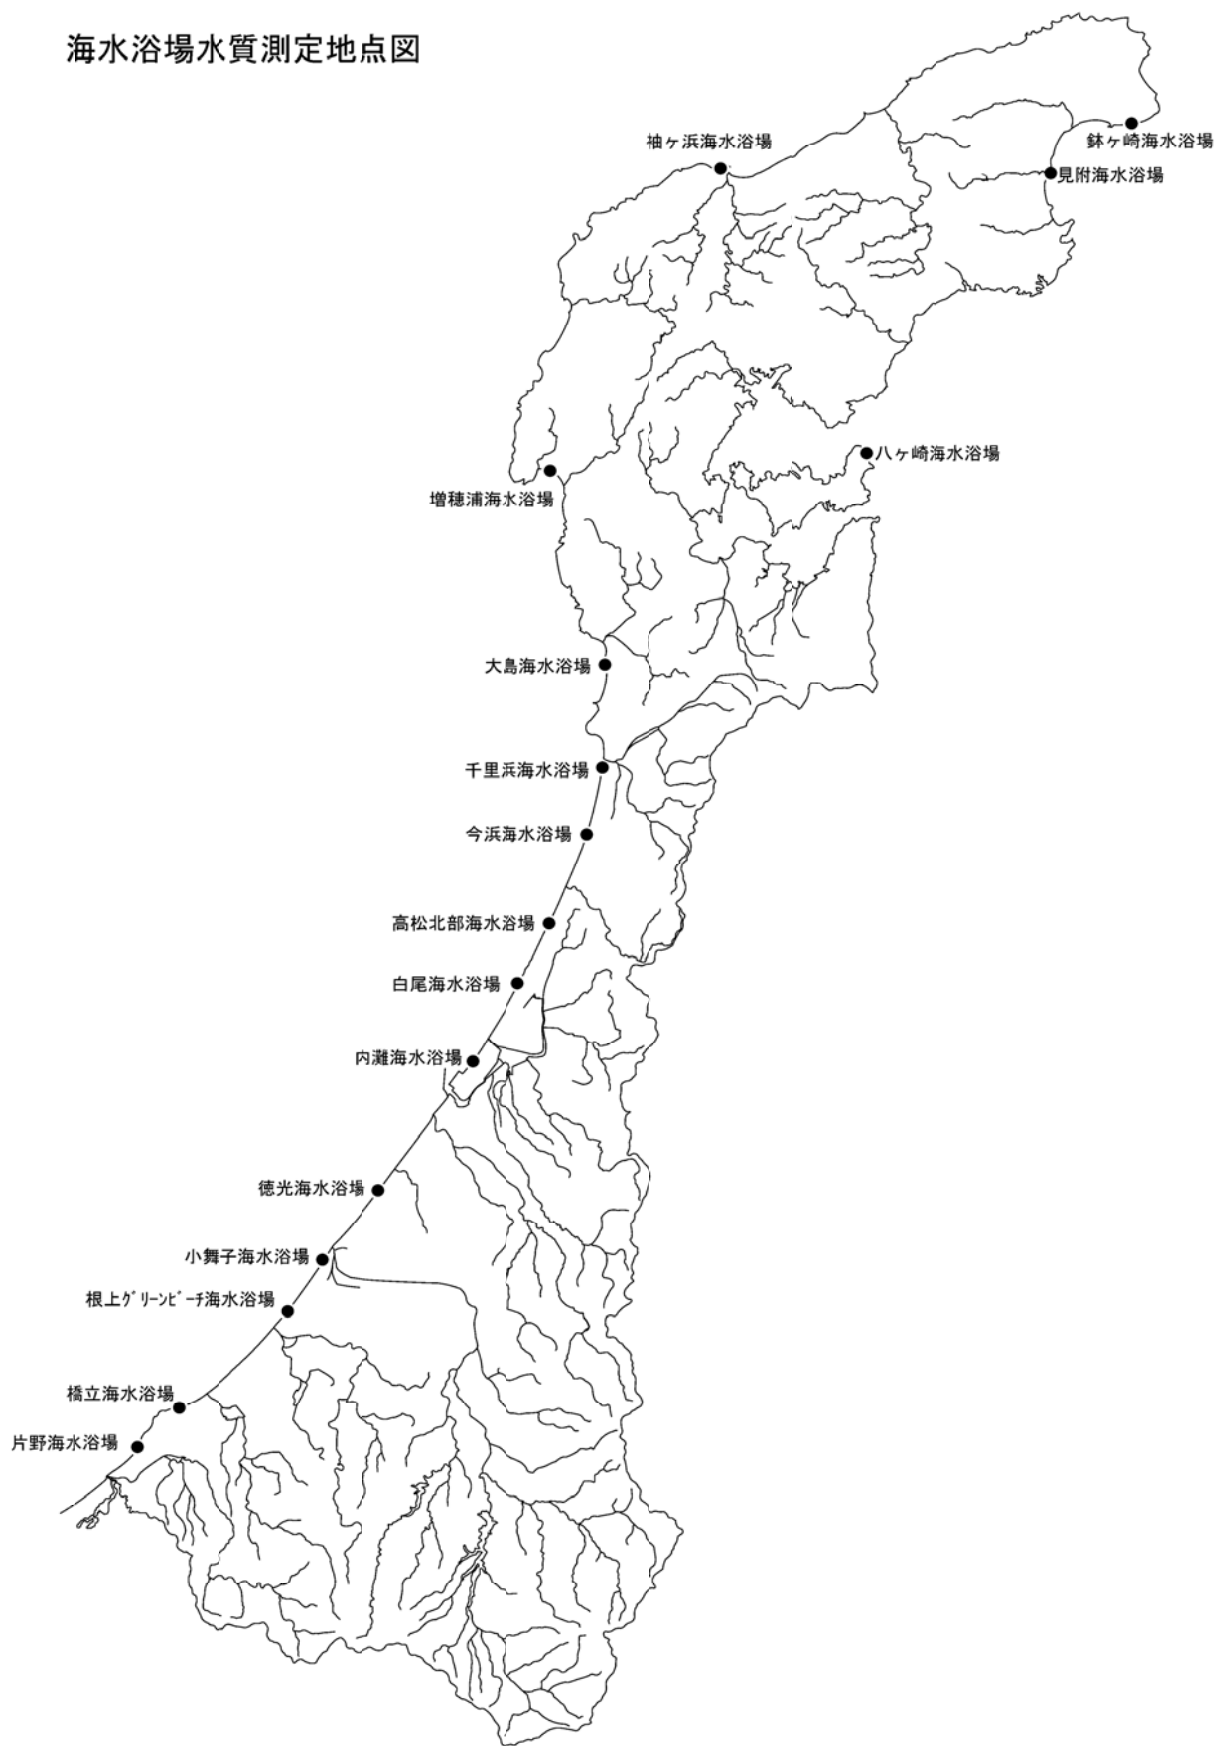 海水浴場水質測定地点図
袖ヶ浜海水浴場
鉢ヶ崎海水浴場
見附海水浴場
八ヶ崎海水浴場
増穂浦海水浴場
大島海水浴場
千里浜海水浴場
今浜海水浴場
高松北部海水浴場
白尾海水浴場
内灘海水浴場
徳光海水浴場
小舞子海水浴場
根上ｸﾞﾘｰﾝﾋﾞｰﾁ海水浴場
橋立海水浴場
片野海水浴場